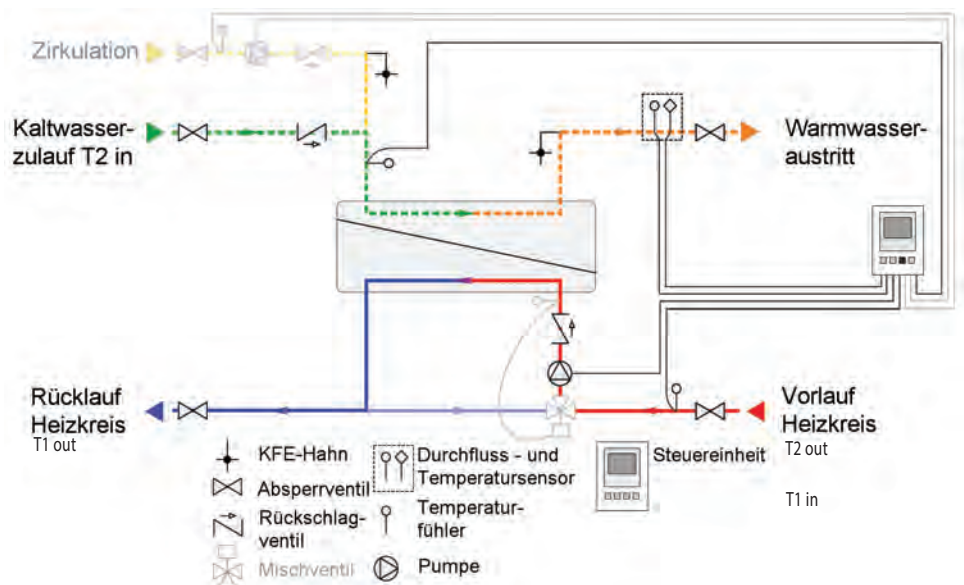 Zirkulation
Kaltwasser-
zulauf T2 in
Warmwasser-
austritt
Rücklauf
Heizkreis
T1 out
Vorlauf
Heizkreis
T2 out
T1 in
KFE-Hahn
Absperrventil
Rückschlag-
ventil
Mischventil
Durchfluss - und
Temperatursensor
Temperatur-
fühler
Pumpe
Steuereinheit